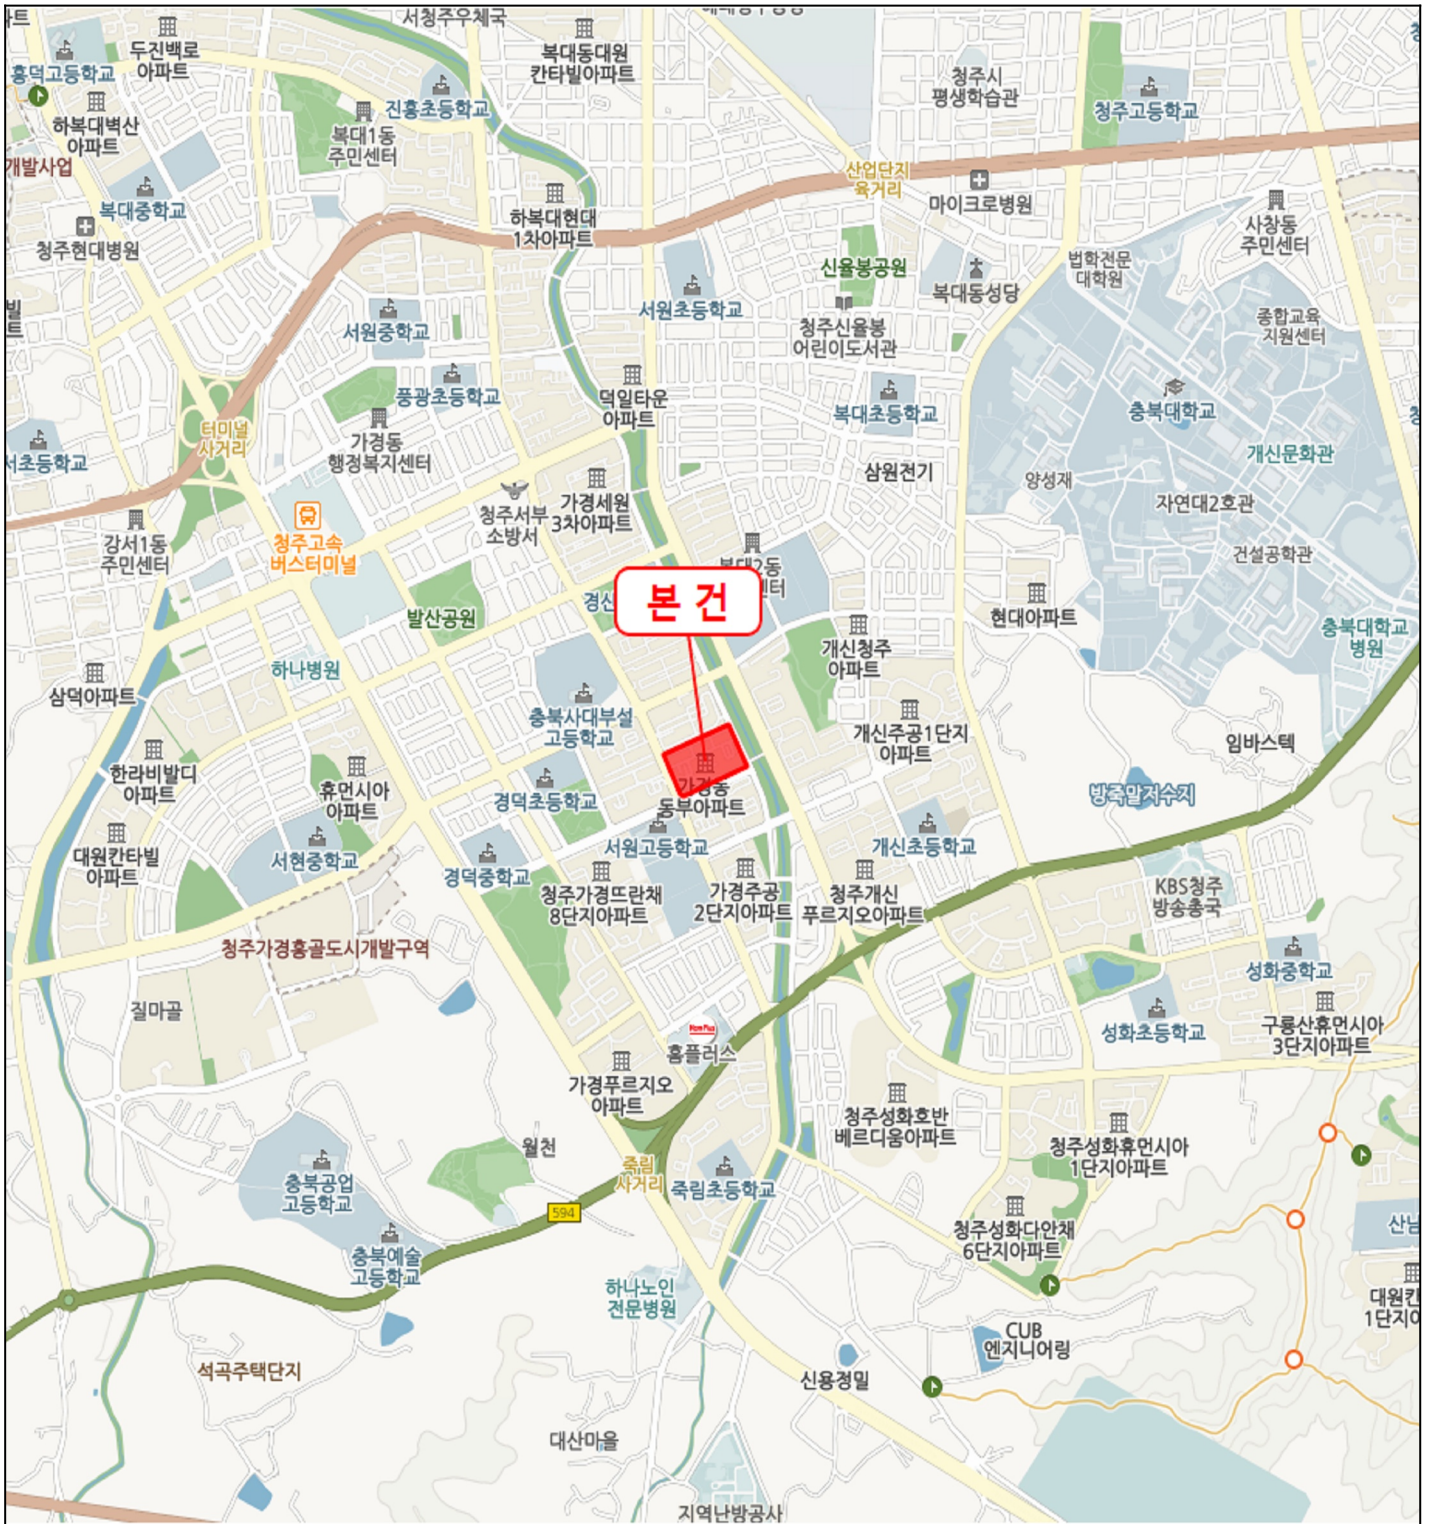 서청주우체국
두진백로
아파트
복대동대원
칸타빌아파트
청주시
평생학습관
흥덕고등학교
진흥초등학교
청주고등학교
하복대벽산
아파트
복대1동
주민센터
개발사업
산업단지
육거리
마이크로병원
복대중학교
하복대현대
1차아파트
사창동
주민센터
청주현대병원
신율봉공원
법학전문
대학원
복대동성당
서원초등학교
서원중학교
청주신율봉
어린이도서관
종합교육
지원센터
풍광초등학교
덕일타운
아파트
복대초등학교
충북대학교
터미널
사거리
가경동
행정복지센터
개신문화관
서초등학교
삼원전기
양성재
가경세원
3차아파트
자연대2호관
청주서부
소방서
강서1동
주민센터
청주고속
버스터미널
건설공학관
복대2동
본 건
경산
발산공원
현대아파트
충북대학교
병원
개신청주
아파트
하나병원
삼덕아파트
충북사대부설
고등학교
개신주공1단지
아파트
임바스텍
한라비발디
아파트
휴먼시아
아파트
경덕초등학교
가경동
동부아파트
방죽말저수지
대원칸타빌
아파트
서현중학교
서원고등학교
개신초등학교
경덕중학교
청주가경뜨란채
8단지아파트
가경주공
2단지아파트
청주개신
푸르지오아파트
KBS청주
방송총국
청주가경홍골도시개발구역
성화중학교
질마골
성화초등학교
구룡산휴먼시아
3단지아파트
Home Plus
홈플러스
가경푸르지오
아파트
청주성화호반
베르디움아파트
월천
청주성화휴먼시아
1단지아파트
죽림
사거리
죽림초등학교
충북공업
고등학교
594
청주성화다안채
6단지아파트
산남
충북예술
고등학교
하나노인
전문병원
대원칸
1단지아
CUB
엔지니어링
석곡주택단지
신용정밀
대산마을
지역난방공사